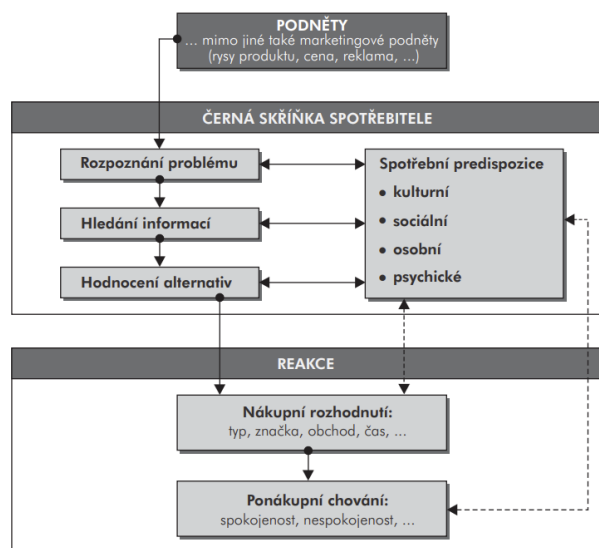 PODNĚTY
... mimo jiné také marketingové podněty
(rysy produktu, cena, reklama, ...)
ČERNÁ SKŘÍŇKA SPOTŘEBITELE
Rozpoznání problému
Hledání informací
Hodnocení alternativ
Spotřební predispozice
• kulturní
• sociální
• osobní
• psychické
REAKCE
Nákupní rozhodnutí:
typ, značka, obchod, čas, ...
Ponákupní chování:
spokojenost, nespokojenost, ...